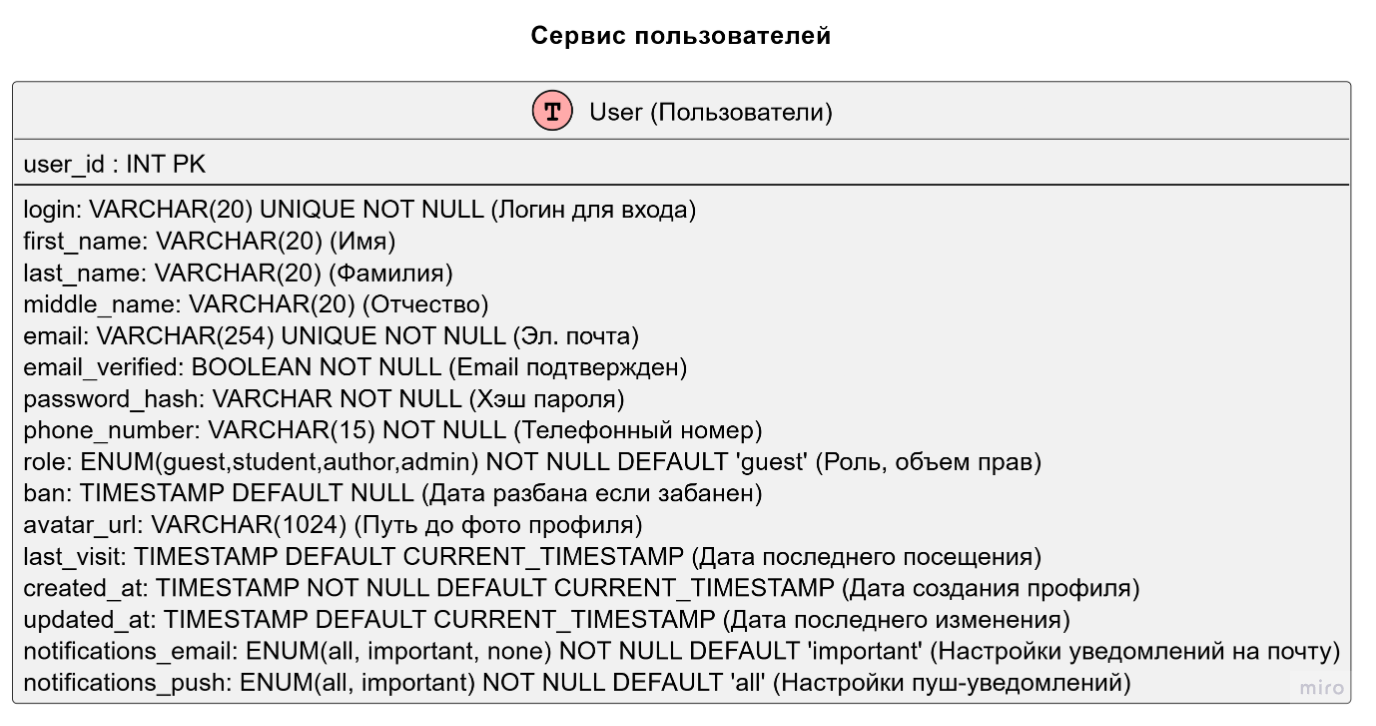 Сервис пользователей
T User (Пользователи)
user_id : INT PK
login: VARCHAR(20) UNIQUE NOT NULL (Логин для входа)
first_name: VARCHAR(20) (Имя)
last_name: VARCHAR(20) (Фамилия)
middle_name: VARCHAR(20) (Отчество)
email: VARCHAR(254) UNIQUE NOT NULL (Эл. почта)
email_verified: BOOLEAN NOT NULL (Email подтвержден)
password_hash: VARCHAR NOT NULL (Хэш пароля)
phone_number: VARCHAR(15) NOT NULL (Телефонный номер)
role: ENUM(guest,student,author,admin) NOT NULL DEFAULT 'guest' (Роль, объем прав)
ban: TIMESTAMP DEFAULT NULL (Дата разбана если забанен)
avatar_url: VARCHAR(1024) (Путь до фото профиля)
last_visit: TIMESTAMP DEFAULT CURRENT_TIMESTAMP (Дата последнего посещения)
created_at: TIMESTAMP NOT NULL DEFAULT CURRENT_TIMESTAMP (Дата создания профиля)
updated_at: TIMESTAMP DEFAULT CURRENT_TIMESTAMP (Дата последнего изменения)
notifications_email: ENUM(all, important, none) NOT NULL DEFAULT 'important' (Настройки уведомлений на почту)
notifications_push: ENUM(all, important) NOT NULL DEFAULT 'all' (Настройки пуш-уведомлений)
miro